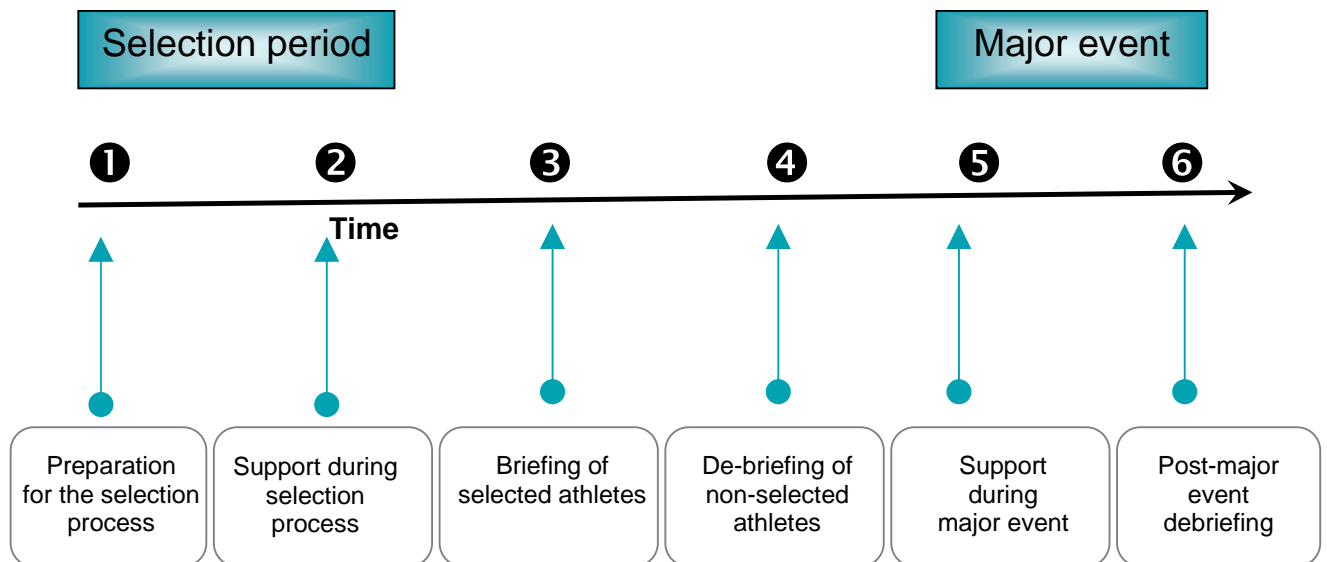 Selection period
Major event
❶
❷
❸
❹
❺
❻
Time
Preparation
for the selection
process
Support during
selection
process
Briefing of
selected athletes
De-briefing of
non-selected
athletes
Support
during
major event
Post-major
event
debriefing